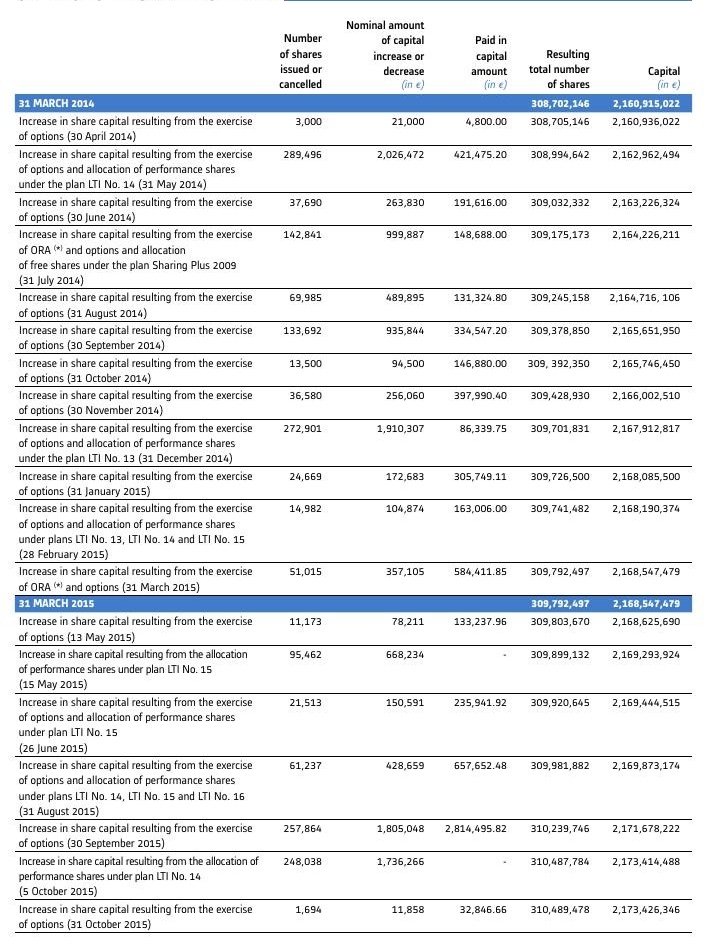 Number of shares issued or cancelled Nominal amount of capital increase or decrease (in €) Paid in capital amount (in €) Resulting total number of shares Capital (in €)
31 MARCH 2014 308,702,146 2,160,915,022
Increase in share capital resulting from the exercise 3,000 21,000 4,800.00 308,705,146 2,160,936,022
of options (30 April 2014)
Increase in share capital resulting from the exercise 289,496 2,026,472 421,475.20 308,994,642 2,162,962,494
of options and allocation of performance shares
under the plan LTI No. 14 (31 May 2014)
Increase in share capital resulting from the exercise 37,690 263,830 191,616.00 309,032,332 2,163,226,324
of options (30 June 2014)
Increase in share capital resulting from the exercise 142,841 999,887 148,688.00 309,175,173 2,164,226,211
of ORA (*) and options and allocation
of free shares under the plan Sharing Plus 2009
(31 July 2014)
Increase in share capital resulting from the exercise 69,985 489,895 131,324.80 309,245,158 2,164,716, 106
of options (31 August 2014)
Increase in share capital resulting from the exercise 133,692 935,844 334,547.20 309,378,850 2,165,651,950
of options (30 September 2014)
Increase in share capital resulting from the exercise 13,500 94,500 146,880.00 309, 392,350 2,165,746,450
of options (31 October 2014)
Increase in share capital resulting from the exercise 36,580 256,060 397,990.40 309,428,930 2,166,002,510
of options (30 November 2014)
Increase in share capital resulting from the exercise 272,901 1,910,307 86,339.75 309,701,831 2,167,912,817
of options and allocation of performance shares
under the plan LTI No. 13 (31 December 2014)
Increase in share capital resulting from the exercise 24,669 172,683 305,749.11 309,726,500 2,168,085,500
of options (31 January 2015)
Increase in share capital resulting from the exercise 14,982 104,874 163,006.00 309,741,482 2,168,190,374
of options and allocation of performance shares
under plans LTI No. 13, LTI No. 14 and LTI No. 15
(28 February 2015)
Increase in share capital resulting from the exercise 51,015 357,105 584,411.85 309,792,497 2,168,547,479
of ORA (*) and options (31 March 2015)
31 MARCH 2015 309,792,497 2,168,547,479
Increase in share capital resulting from the exercise 11,173 78,211 133,237.96 309,803,670 2,168,625,690
of options (13 May 2015)
Increase in share capital resulting from the allocation 95,462 668,234 - 309,899,132 2,169,293,924
of performance shares under plan LTI No. 15
(15 May 2015)
Increase in share capital resulting from the exercise 21,513 150,591 235,941.92 309,920,645 2,169,444,515
of options and allocation of performance shares
under plan LTI No. 15
(26 June 2015)
Increase in share capital resulting from the exercise 61,237 428,659 657,652.48 309,981,882 2,169,873,174
of options and allocation of performance shares
under plans LTI No. 14, LTI No. 15 and LTI No. 16
(31 August 2015)
Increase in share capital resulting from the exercise 257,864 1,805,048 2,814,495.82 310,239,746 2,171,678,222
of options (30 September 2015)
Increase in share capital resulting from the allocation of 248,038 1,736,266 - 310,487,784 2,173,414,488
performance shares under plan LTI No. 14
(5 October 2015)
Increase in share capital resulting from the exercise 1,694 11,858 32,846.66 310,489,478 2,173,426,346
of options (31 October 2015)